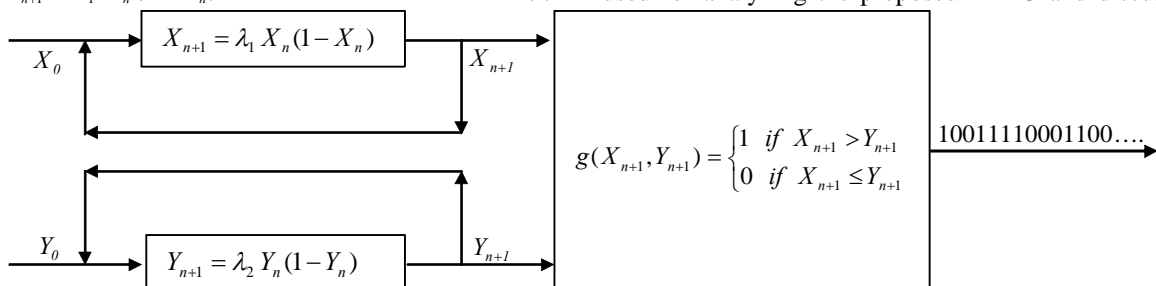 X_{n+1} = λ_1 X_n (1 − X_n)
X_0
X_{n+1}
g(X_{n+1}, Y_{n+1}) = { 1 if X_{n+1} > Y_{n+1}
0 if X_{n+1} ≤ Y_{n+1}
10011110001100….
Y_0
Y_{n+1} = λ_2 Y_n (1 − Y_n)
Y_{n+1}